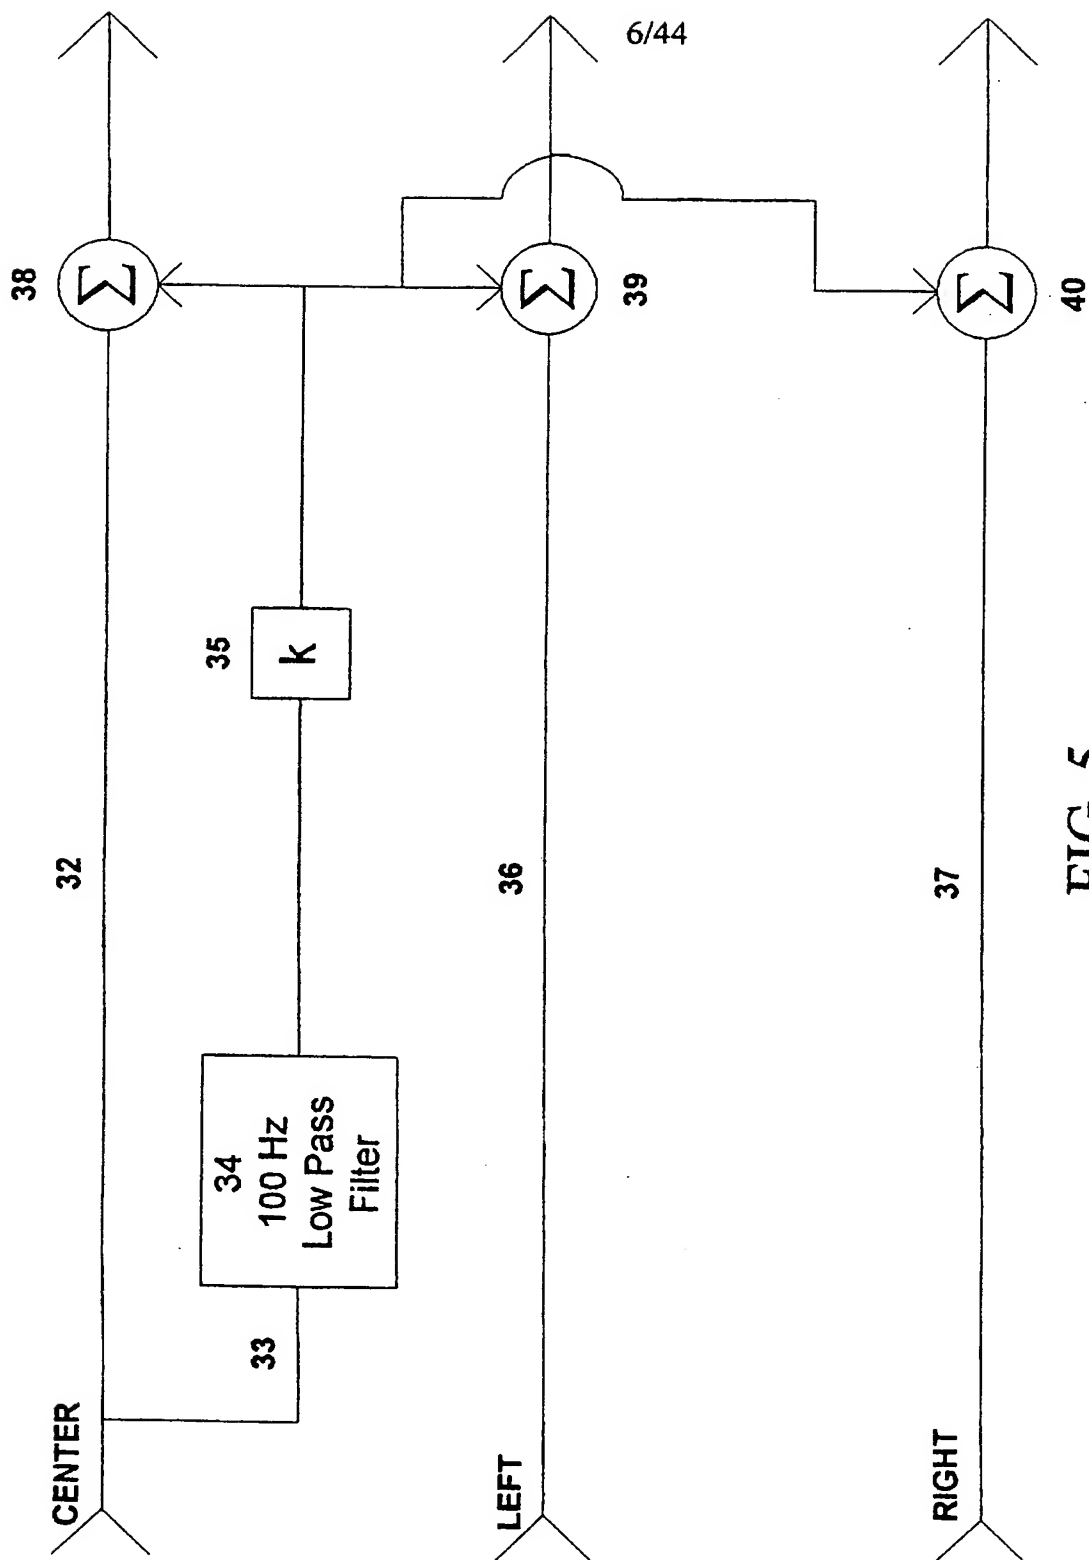 6/44
CENTER
32
38
Σ
33
34
100 Hz
Low Pass
Filter
35
k
LEFT
36
39
Σ
RIGHT
37
40
Σ
FIG. 5